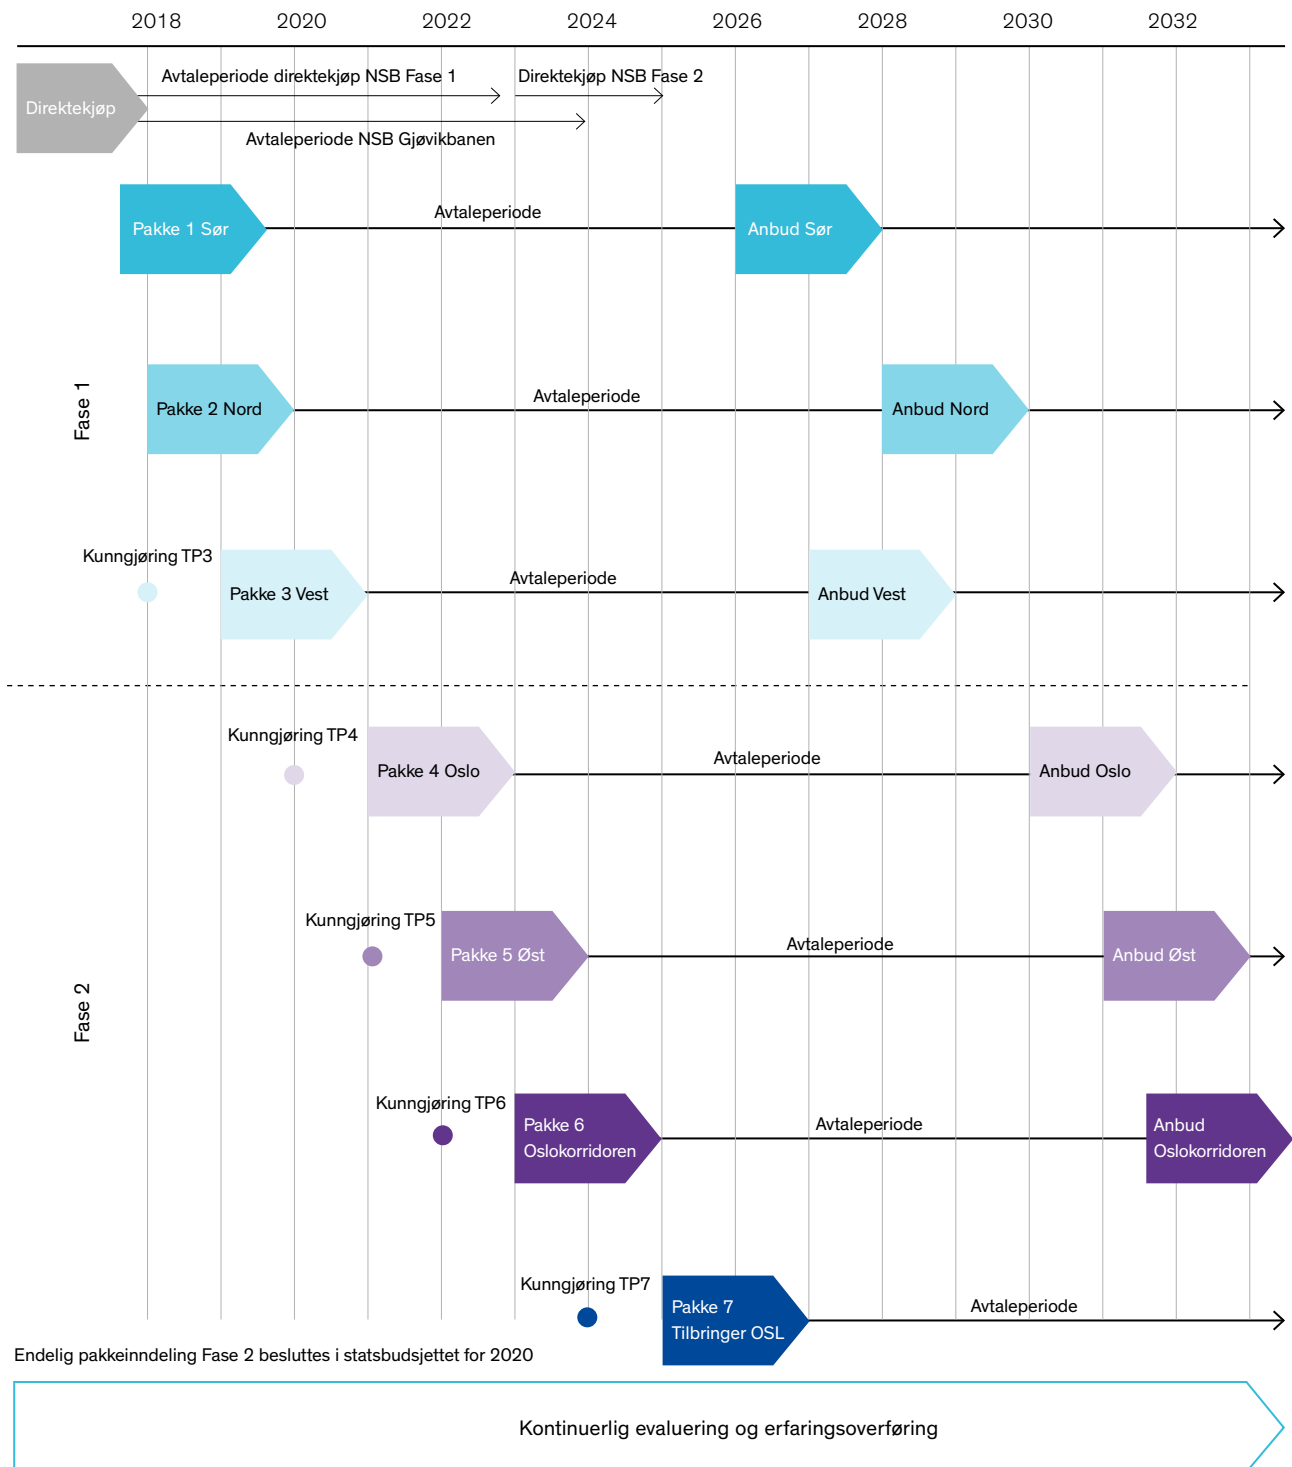 2018 2020 2022 2024 2026 2028 2030 2032
Avtaleperiode direktekjøp NSB Fase 1
Direktekjøp NSB Fase 2
Direktekjøp
Avtaleperiode NSB Gjøvikbanen
Pakke 1 Sør
Avtaleperiode
Anbud Sør
Fase 1
Pakke 2 Nord
Avtaleperiode
Anbud Nord
Kunngjøring TP3
Pakke 3 Vest
Avtaleperiode
Anbud Vest
Kunngjøring TP4
Pakke 4 Oslo
Avtaleperiode
Anbud Oslo
Kunngjøring TP5
Pakke 5 Øst
Avtaleperiode
Anbud Øst
Fase 2
Kunngjøring TP6
Pakke 6
Oslokorridoren
Avtaleperiode
Anbud
Oslokorridoren
Kunngjøring TP7
Pakke 7
Tilbringer OSL
Avtaleperiode
Endelig pakkeinndeling Fase 2 besluttes i statsbudsjettet for 2020
Kontinuerlig evaluering og erfaringsoverføring